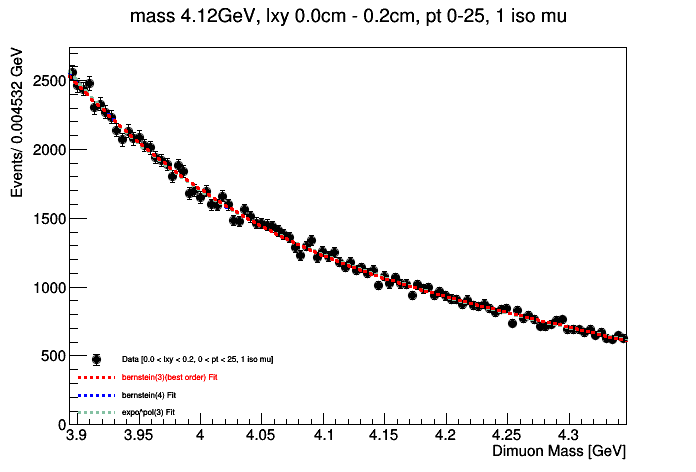 mass 4.12GeV, lxy 0.0cm - 0.2cm, pt 0-25, 1 iso mu
Events/ 0.004532 GeV
2500
2000
1500
1000
500
0
Data [0.0 < lxy < 0.2, 0 < pt < 25, 1 iso mu]
bernstein(3)(best order) Fit
bernstein(4) Fit
expo*pol(3) Fit
3.9 3.95 4 4.05 4.1 4.15 4.2 4.25 4.3
Dimuon Mass [GeV]